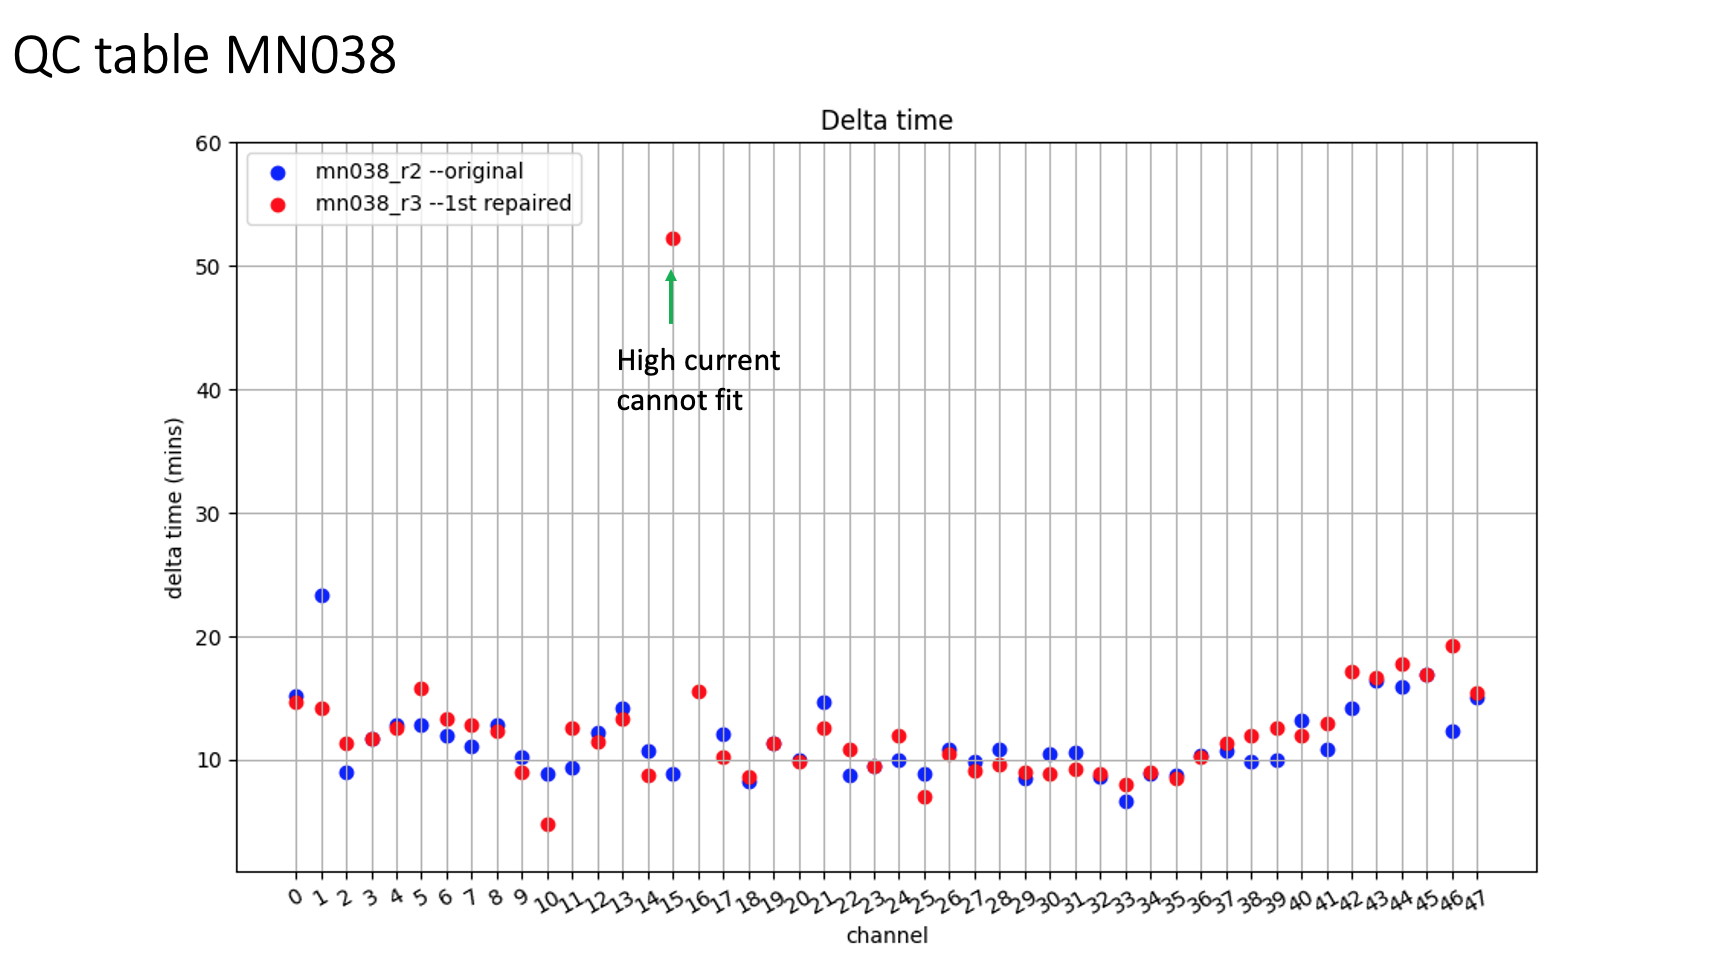 QC table MN038
Delta time
60
mn038_r2 --original
mn038_r3 --1st repaired
50
High current
cannot fit
40
30
20
10
delta time (mins)
0 1 2 3 4 5 6 7 8 9 10 11 12 13 14 15 16 17 18 19 20 21 22 23 24 25 26 27 28 29 30 31 32 33 34 35 36 37 38 39 40 41 42 43 44 45 46 47
channel